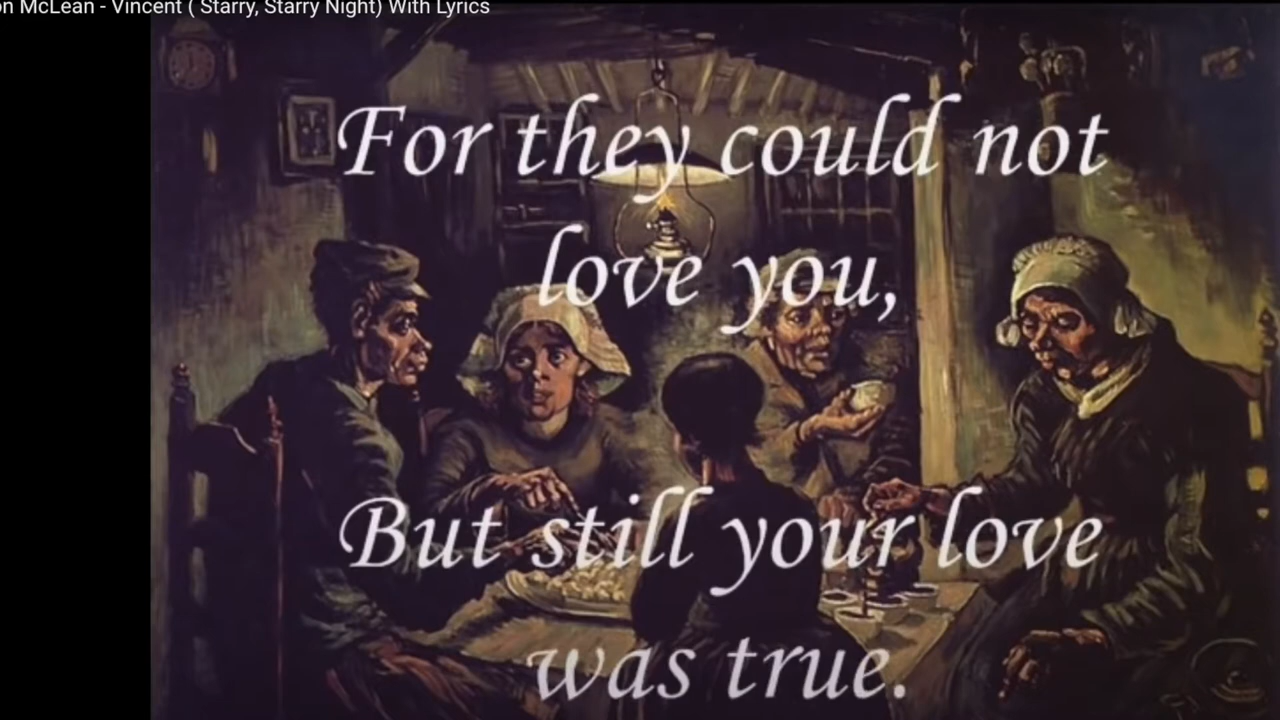 on McLean - Vincent ( Starry, Starry Night) With Lyrics
For they could not
love you,
But still your love
was true.